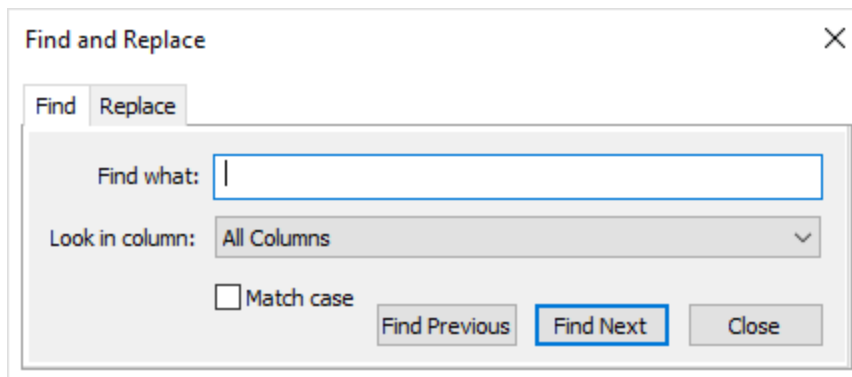 Find and Replace
Find Replace
Find what:
Look in column: All Columns
Match case
Find Previous Find Next Close